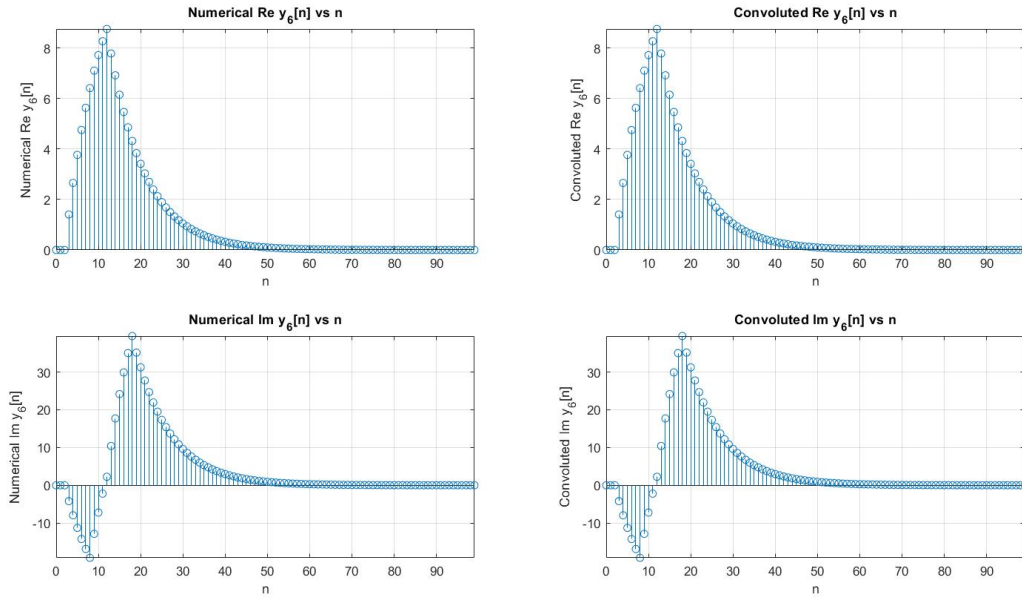 Numerical Re y₆[n] vs n
Numerical Re y₆[n]
8
6
4
2
0
0 10 20 30 40 50 60 70 80 90
n
Convoluted Re y₆[n] vs n
Convoluted Re y₆[n]
8
6
4
2
0
0 10 20 30 40 50 60 70 80 90
n
Numerical Im y₆[n] vs n
Numerical Im y₆[n]
30
20
10
0
-10
0 10 20 30 40 50 60 70 80 90
n
Convoluted Im y₆[n] vs n
Convoluted Im y₆[n]
30
20
10
0
-10
0 10 20 30 40 50 60 70 80 90
n